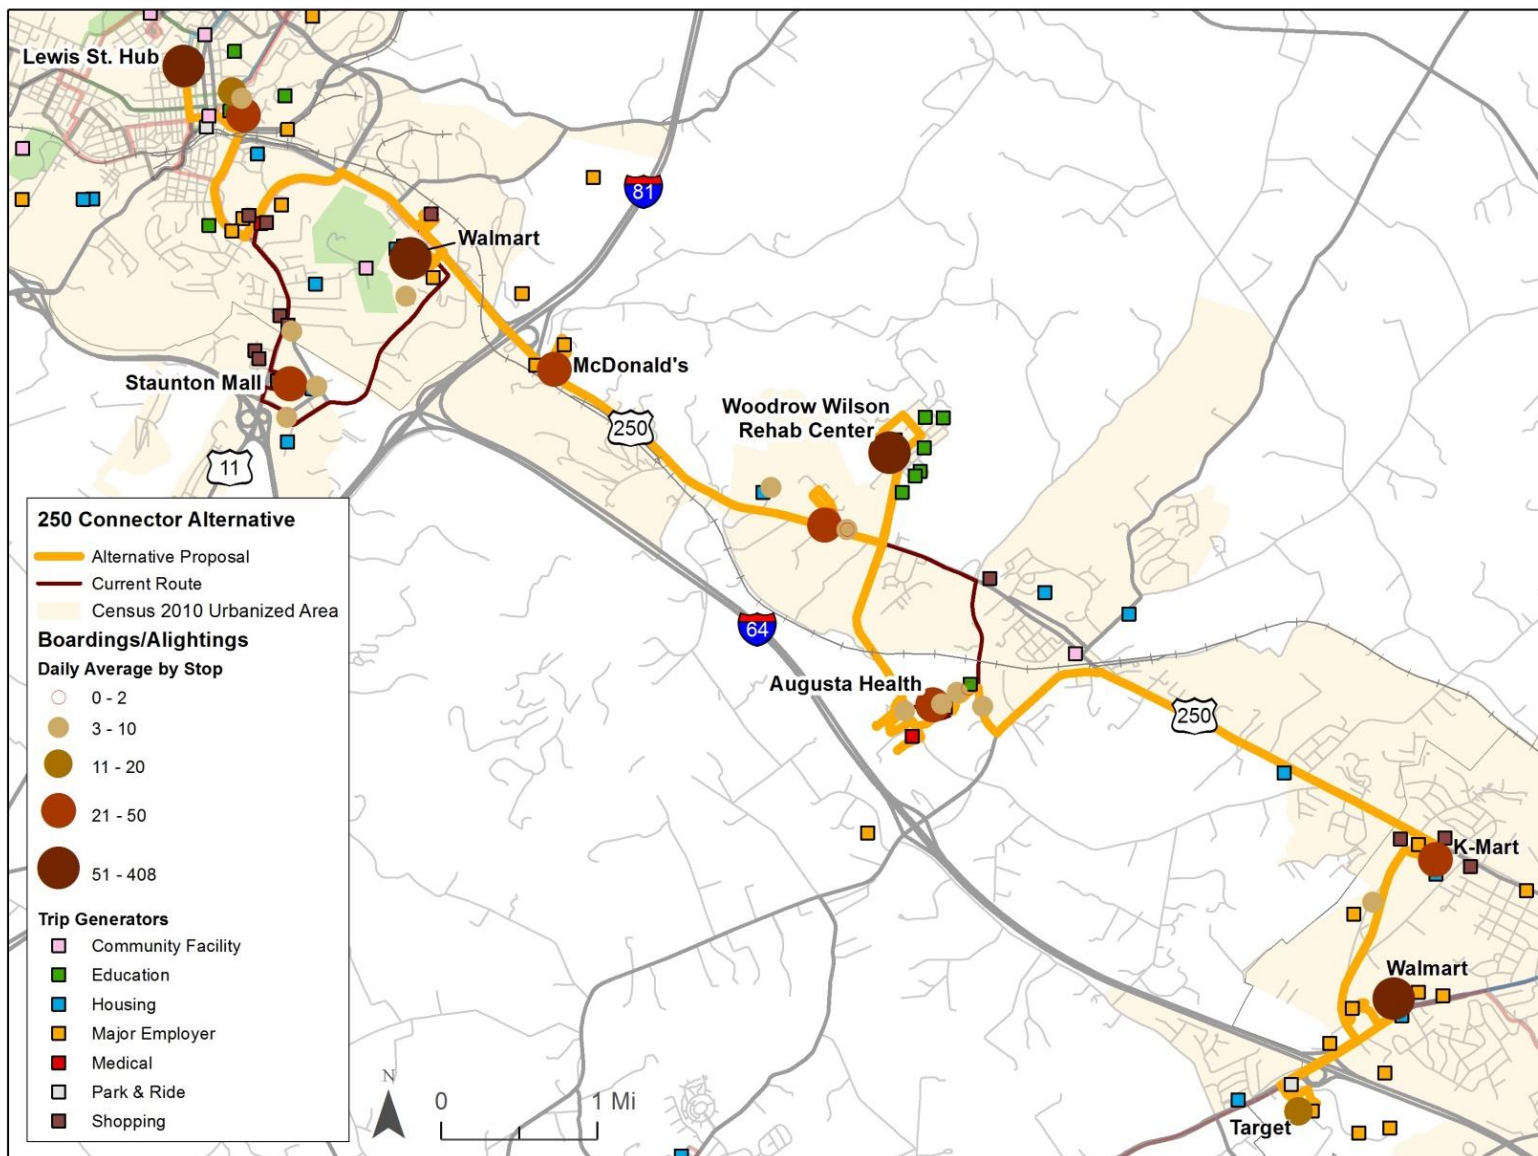 Lewis St. Hub
81
Walmart
Staunton Mall
McDonald's
250
11
Woodrow Wilson
Rehab Center
64
Augusta Health
250
K-Mart
Walmart
Target
250 Connector Alternative
Alternative Proposal
Current Route
Census 2010 Urbanized Area
Boardings/Alightings
Daily Average by Stop
0 - 2
3 - 10
11 - 20
21 - 50
51 - 408
Trip Generators
Community Facility
Education
Housing
Major Employer
Medical
Park & Ride
Shopping
N
0 1 Mi